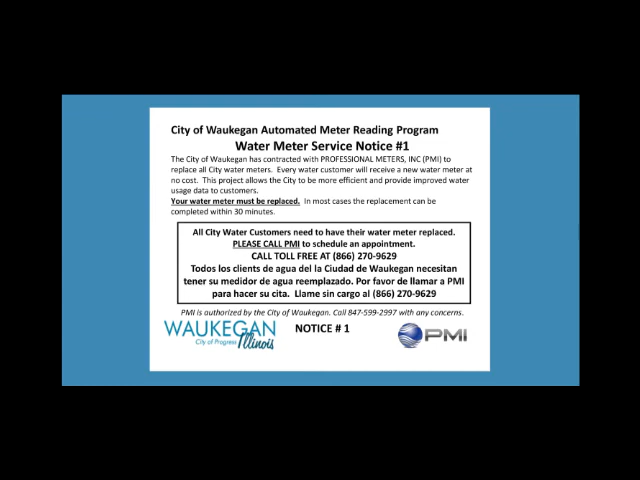 City of Waukegan Automated Meter Reading Program
Water Meter Service Notice #1
The City of Waukegan has contracted with PROFESSIONAL METERS, INC (PMI) to
replace all City water meters. Every water customer will receive a new water meter at
no cost. This project allows the City to be more efficient and provide improved water
usage data to customers.
Your water meter must be replaced. In most cases the replacement can be
completed within 30 minutes.
All City Water Customers need to have their water meter replaced.
PLEASE CALL PMI to schedule an appointment.
CALL TOLL FREE AT (866) 270-9629
Todos los clients de agua del la Ciudad de Waukegan necesitan
tener su medidor de agua reemplazado. Por favor de llamar a PMI
para hacer su cita. Llame sin cargo al (866) 270-9629
PMI is authorized by the City of Waukegan. Call 847-599-2997 with any concerns.
WAUKEGAN
City of Progress Illinois
NOTICE # 1
PMI